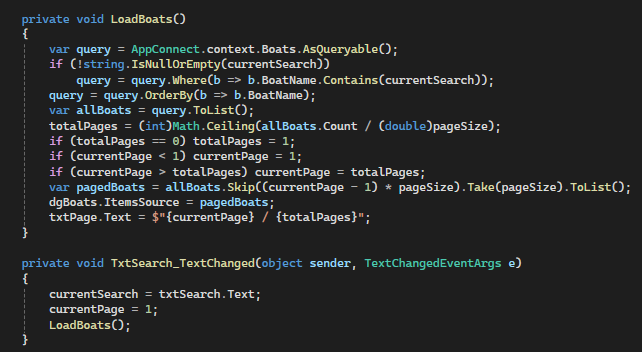 private void LoadBoats()
{
var query = AppConnect.context.Boats.AsQueryable();
if (!string.IsNullOrEmpty(currentSearch))
query = query.Where(b => b.BoatName.Contains(currentSearch));
query = query.OrderBy(b => b.BoatName);
var allBoats = query.ToList();
totalPages = (int)Math.Ceiling(allBoats.Count / (double)pageSize);
if (totalPages == 0) totalPages = 1;
if (currentPage < 1) currentPage = 1;
if (currentPage > totalPages) currentPage = totalPages;
var pagedBoats = allBoats.Skip((currentPage - 1) * pageSize).Take(pageSize).ToList();
dgBoats.ItemsSource = pagedBoats;
txtPage.Text = $"{currentPage} / {totalPages}";
}
private void TxtSearch_TextChanged(object sender, TextChangedEventArgs e)
{
currentSearch = txtSearch.Text;
currentPage = 1;
LoadBoats();
}